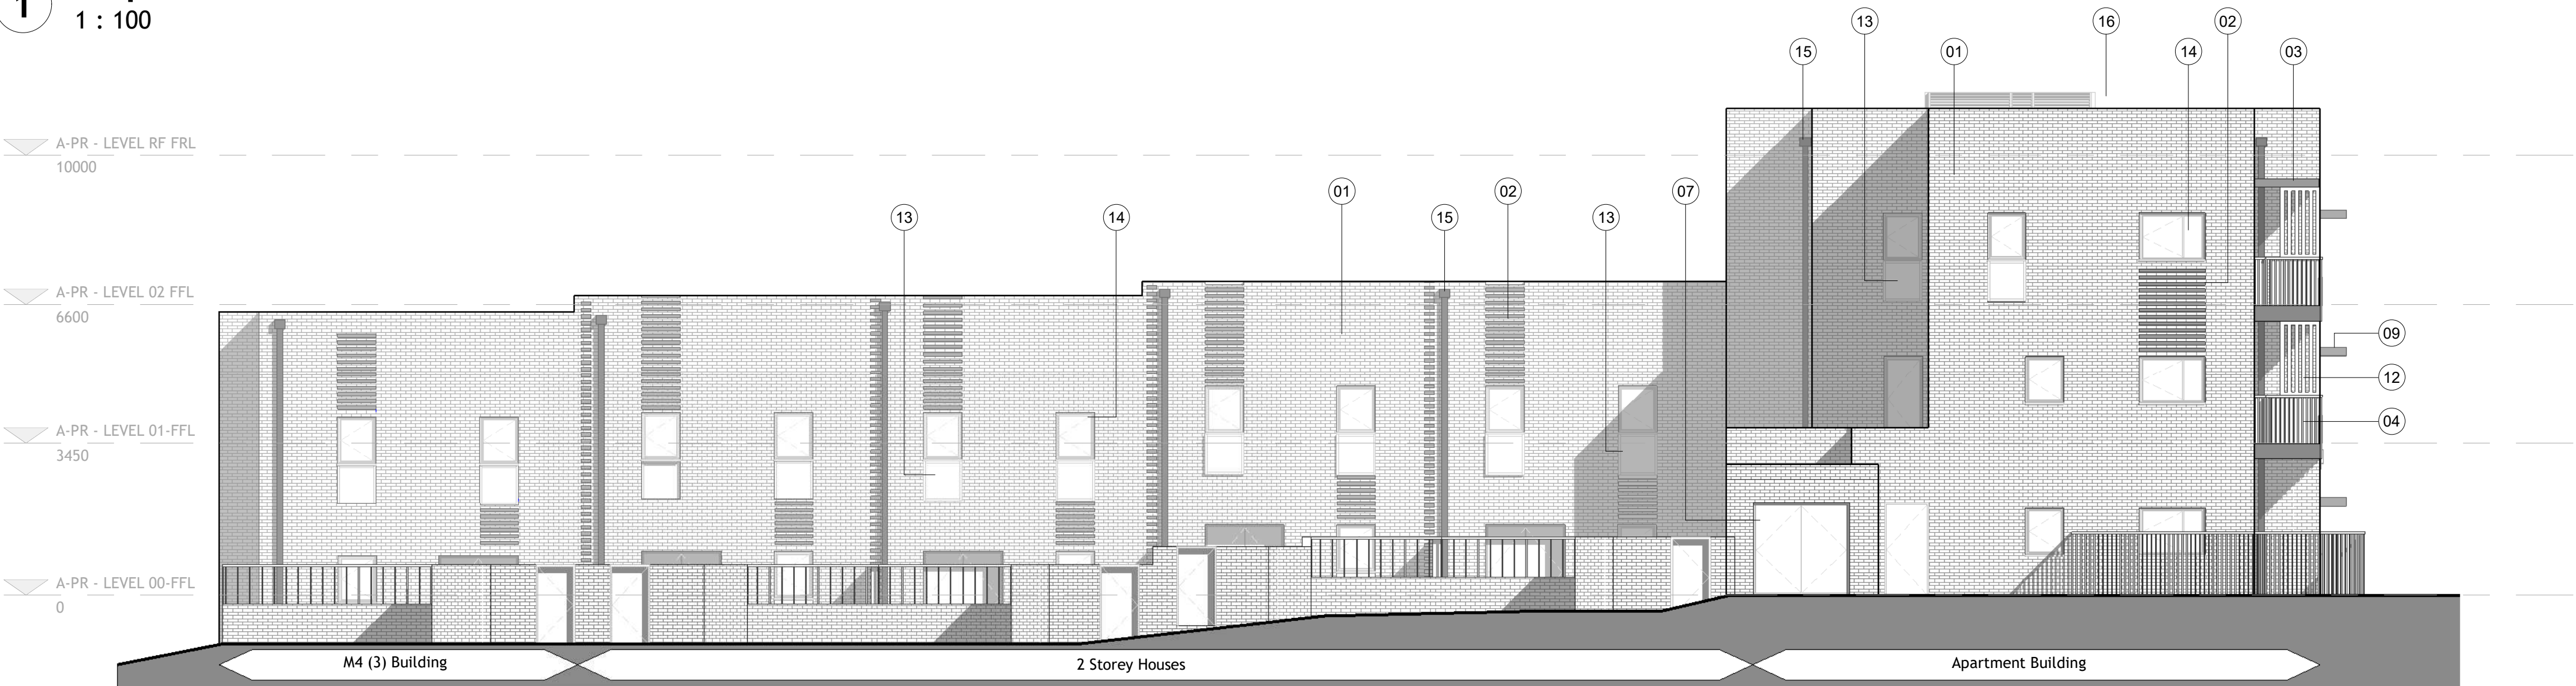 1
1 : 100
13
16
02
15
01
14
03
A-PR - LEVEL RF FRL
10000
01
02
07
13
14
15
13
A-PR - LEVEL 02 FFL
6600
09
12
A-PR - LEVEL 01-FFL
3450
04
A-PR - LEVEL 00-FFL
0
M4 (3) Building
2 Storey Houses
Apartment Building